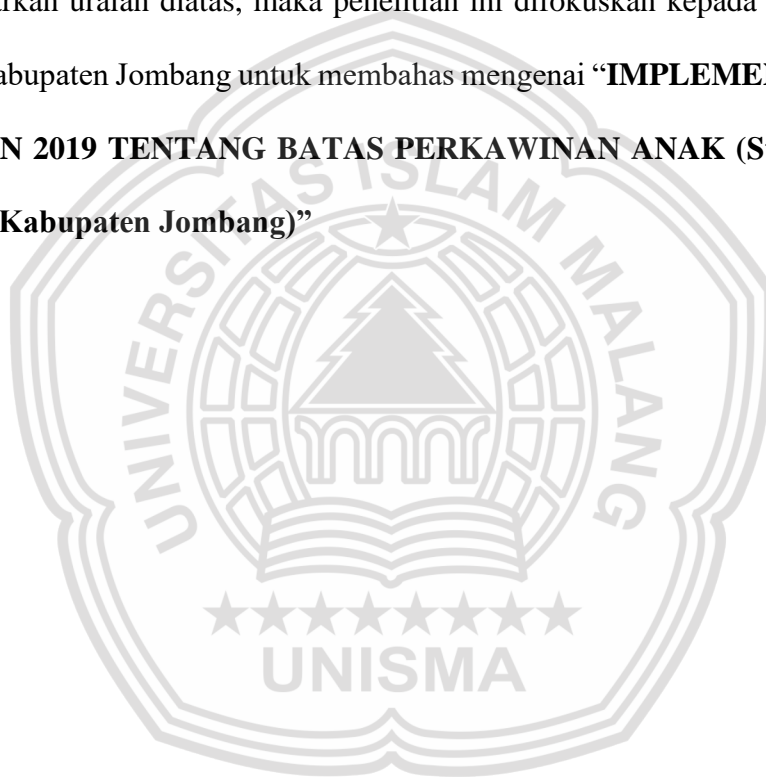 arkan uraian diatas, maka penelitian ini difokuskan kepada
abupaten Jombang untuk membahas mengenai “IMPLEME
N 2019 TENTANG BATAS PERKAWINAN ANAK (S
Kabupaten Jombang)”
UNIVERSITAS ISLAM MALANG
UNISMA